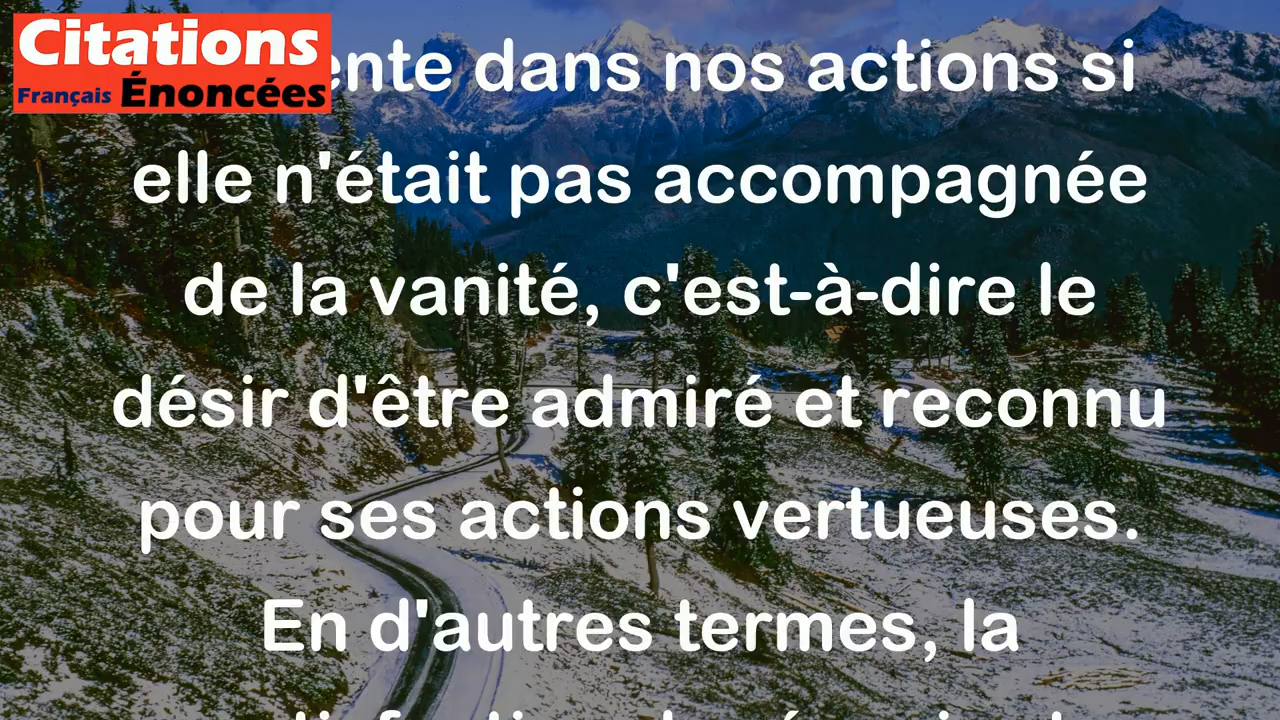 Citations
Français Énoncées
dans nos actions si
elle n'était pas accompagnée
de la vanité, c'est-à-dire le
désir d'être admiré et reconnu
pour ses actions vertueuses.
En d'autres termes, la